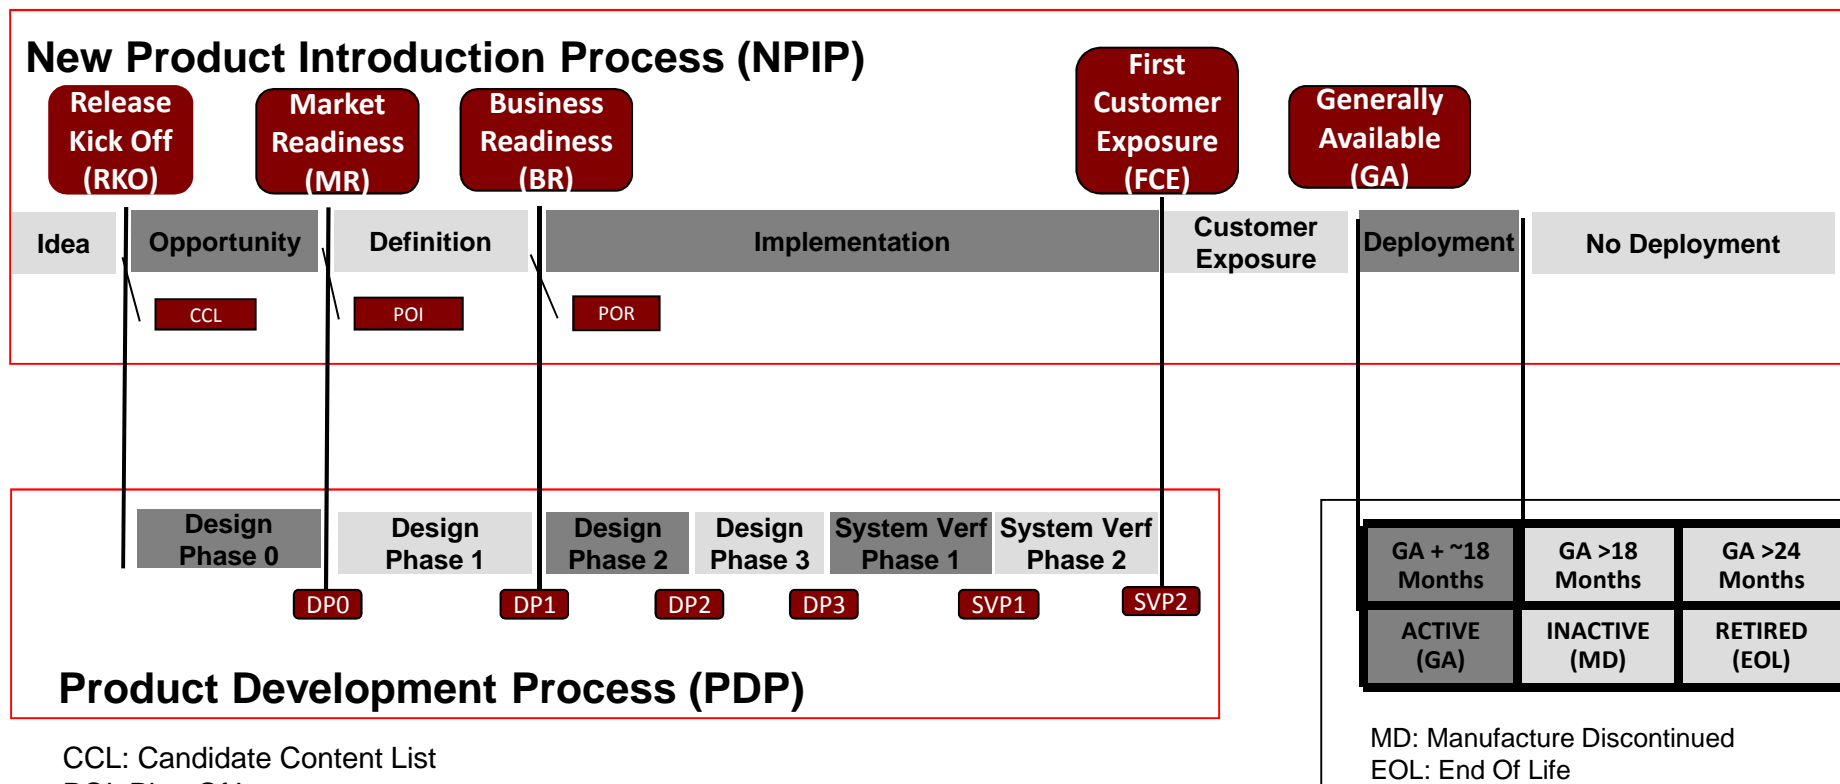 New Product Introduction Process (NPIP)
Release
Kick Off
(RKO)
Market
Readiness
(MR)
Business
Readiness
(BR)
First
Customer
Exposure
(FCE)
Generally
Available
(GA)
Idea
Opportunity
Definition
Implementation
Customer
Exposure
Deployment
No Deployment
CCL
POI
POR
Design
Phase 0
Design
Phase 1
Design
Phase 2
Design
Phase 3
System Verf
Phase 1
System Verf
Phase 2
DP0
DP1
DP2
DP3
SVP1
SVP2
Product Development Process (PDP)
GA + ~18
Months
GA >18
Months
GA >24
Months
ACTIVE
(GA)
INACTIVE
(MD)
RETIRED
(EOL)
CCL: Candidate Content List
MD: Manufacture Discontinued
EOL: End Of Life